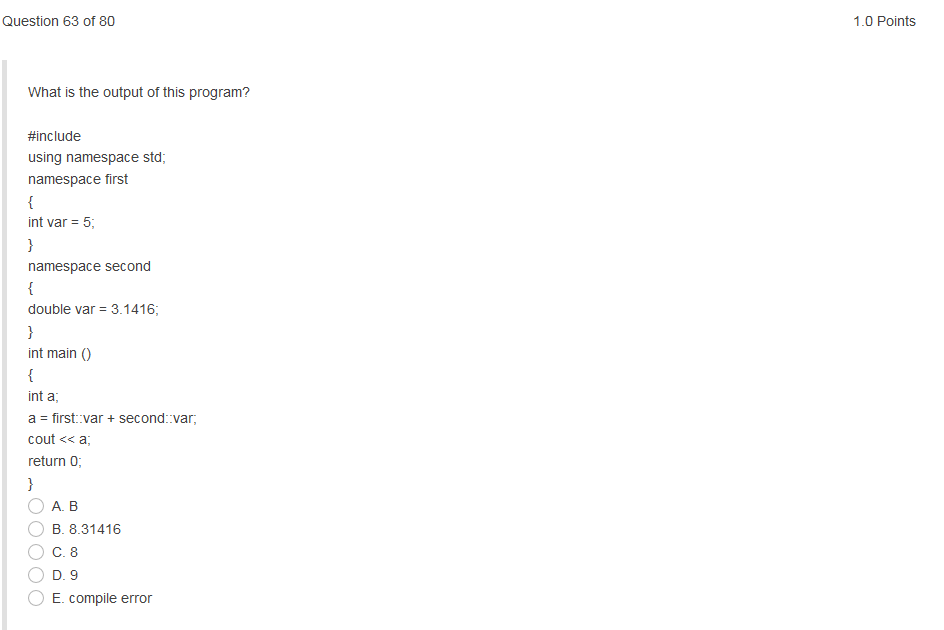 Question 63 of 80
1.0 Points
What is the output of this program?
#include
using namespace std;
namespace first
{
int var = 5;
}
namespace second
{
double var = 3.1416;
}
int main ()
{
int a;
a = first::var + second::var;
cout << a;
return 0;
}
A. B
B. 8.31416
C. 8
D. 9
E. compile error